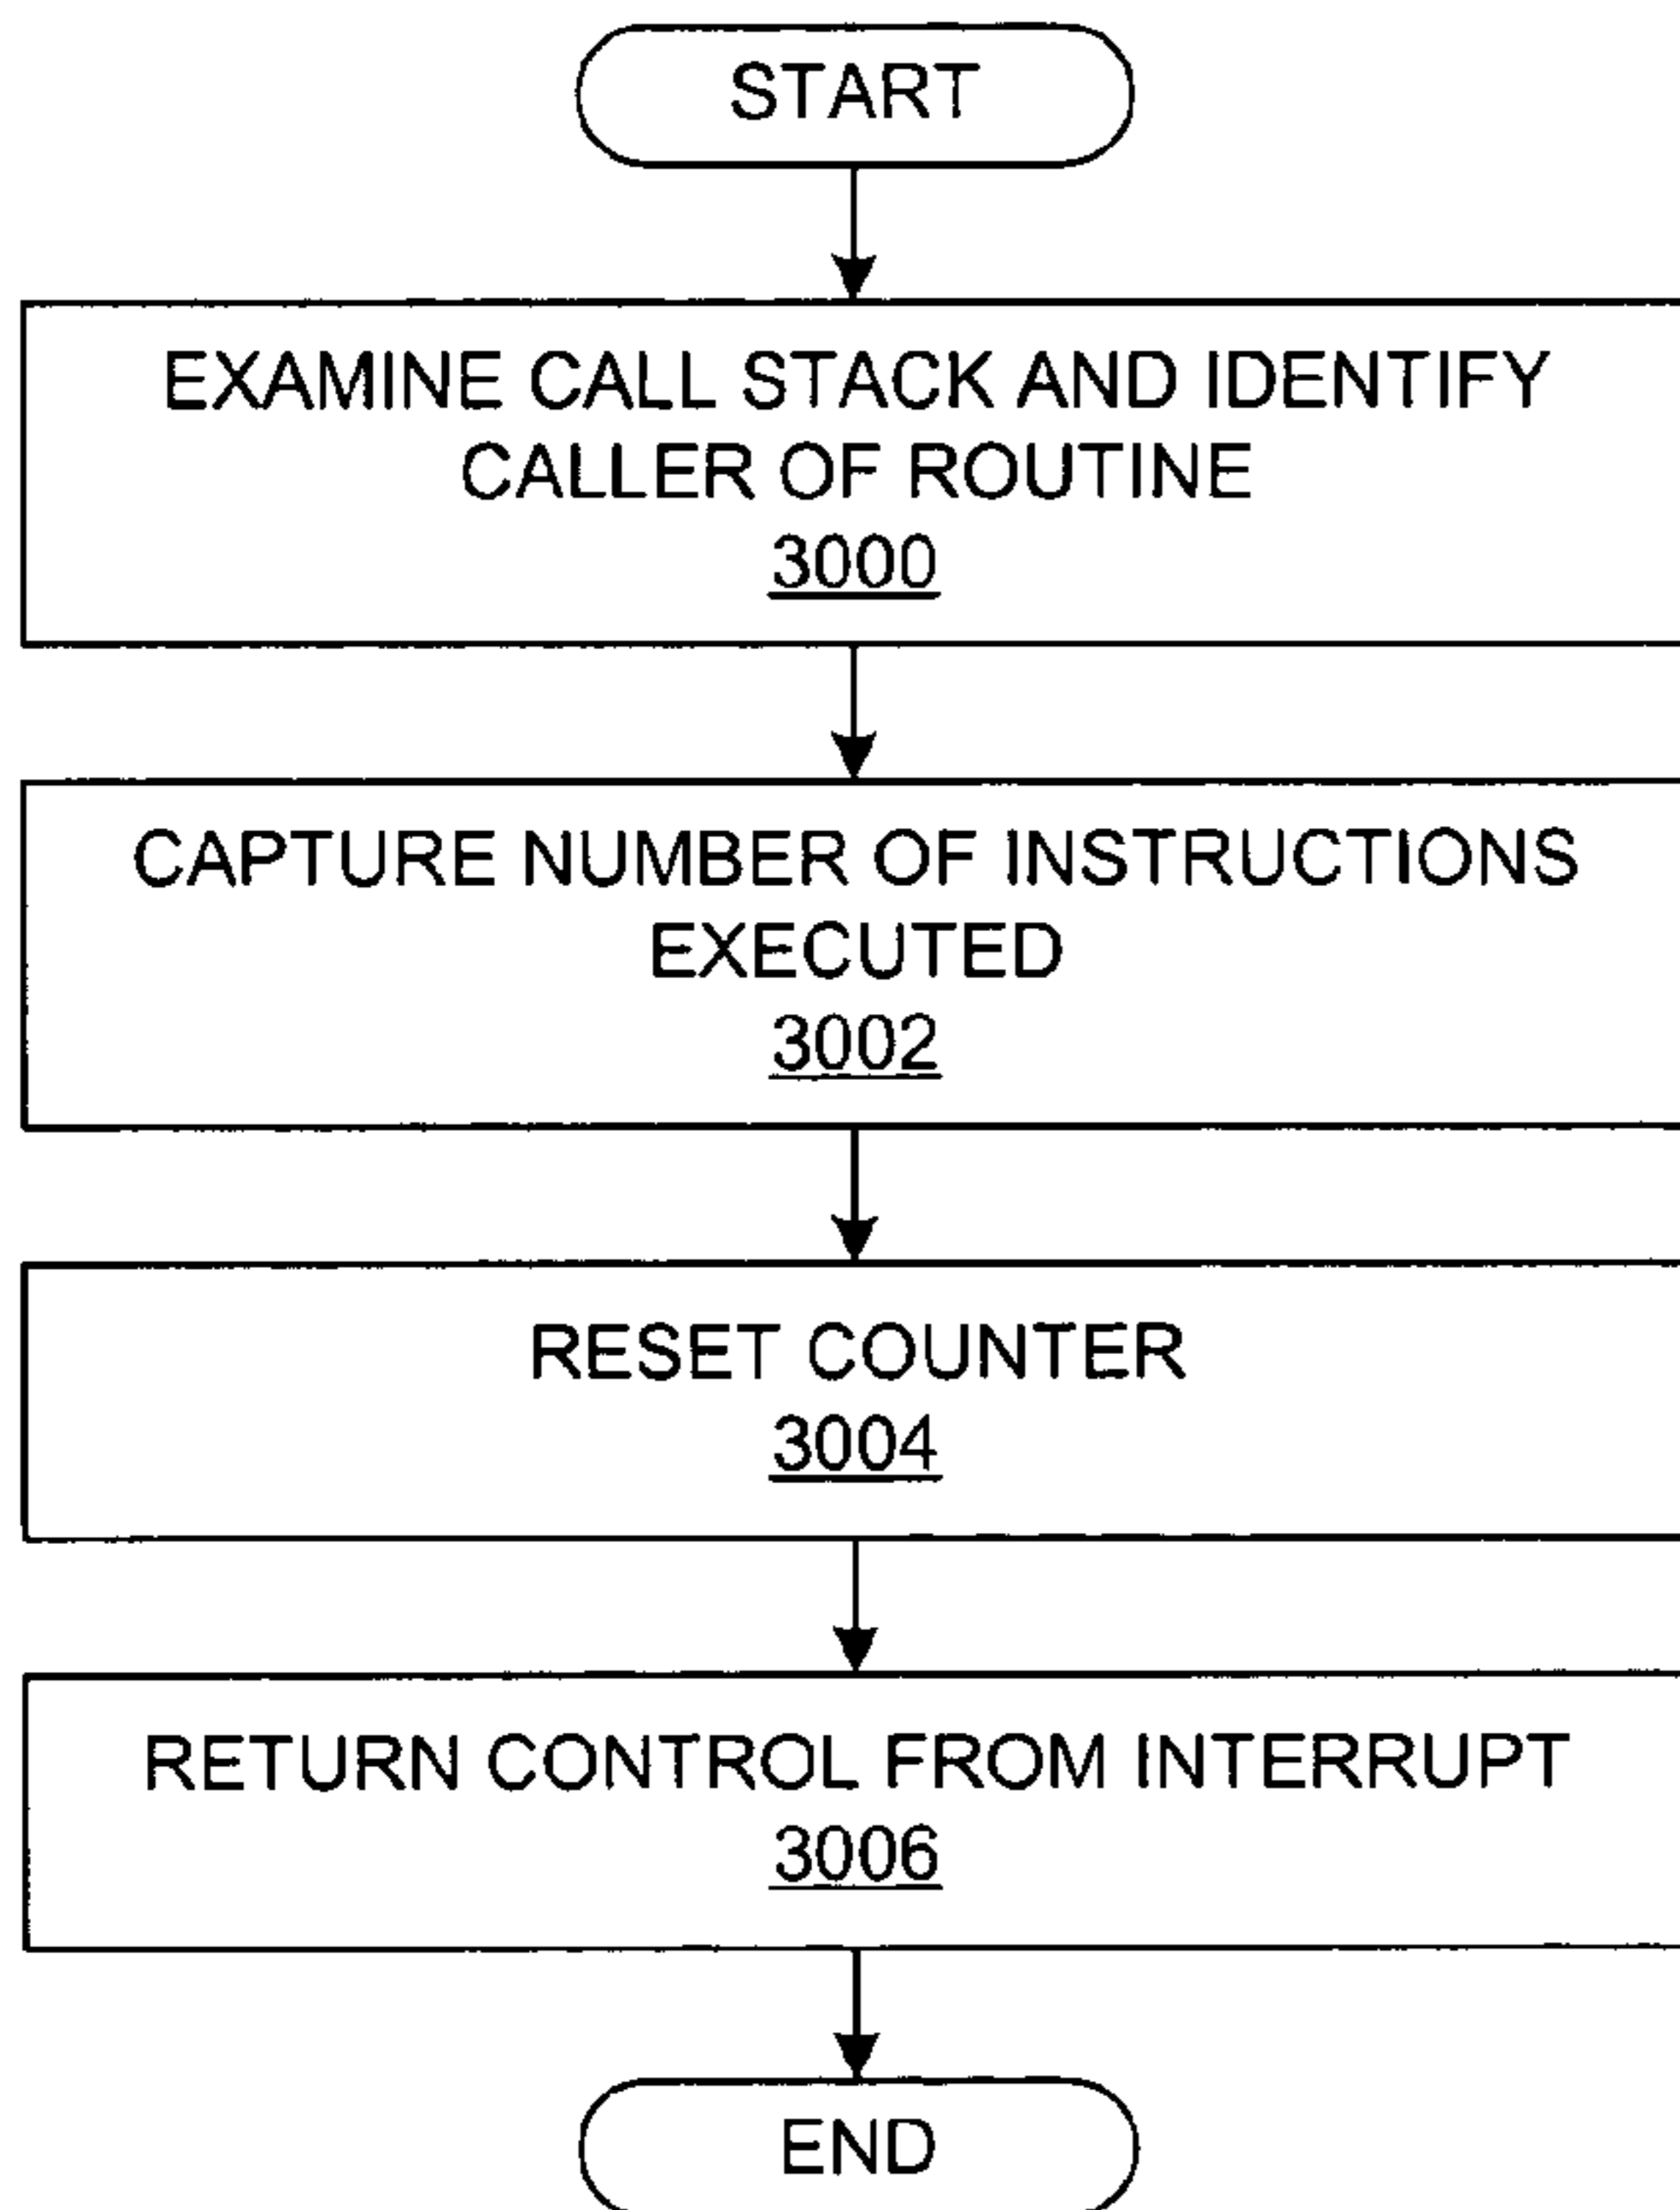 START
EXAMINE CALL STACK AND IDENTIFY
CALLER OF ROUTINE
3000
CAPTURE NUMBER OF INSTRUCTIONS
EXECUTED
3002
RESET COUNTER
3004
RETURN CONTROL FROM INTERRUPT
3006
END